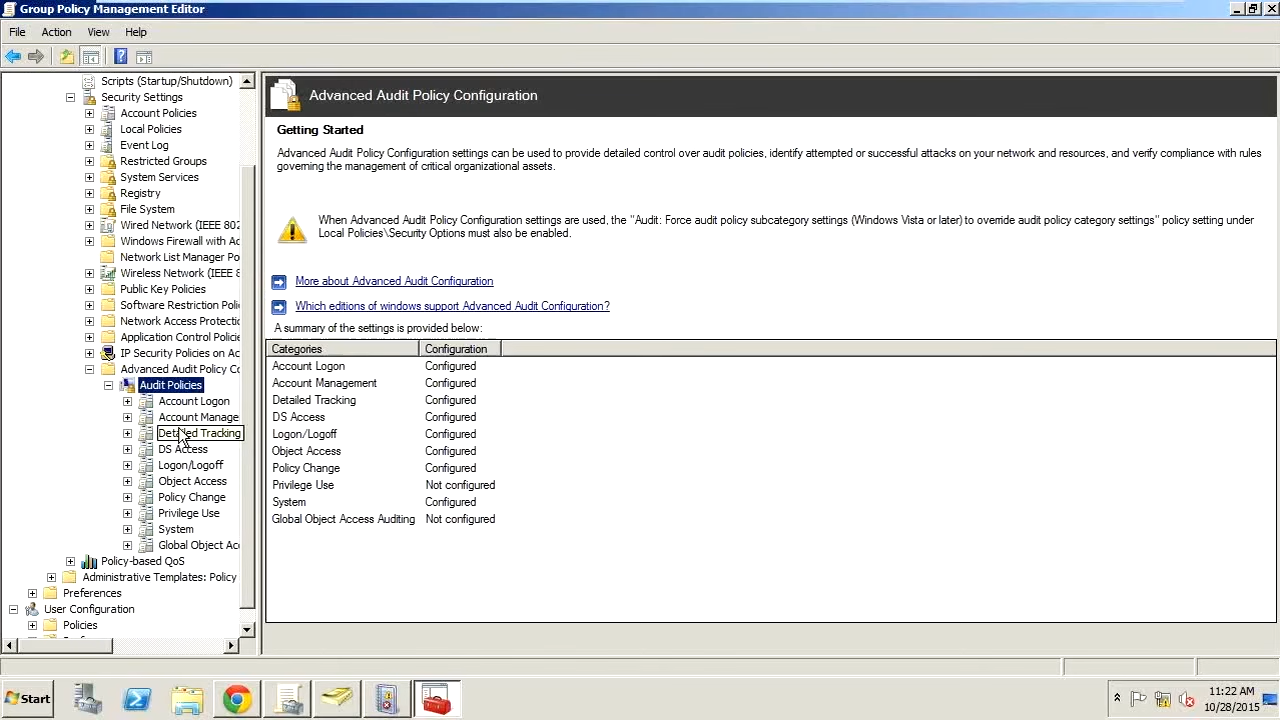 Group Policy Management Editor
File Action View Help
Scripts (Startup/Shutdown)
Security Settings
Account Policies
Local Policies
Event Log
Restricted Groups
System Services
Registry
File System
Wired Network (IEEE 802
Windows Firewall with Ad
Network List Manager Po
Wireless Network (IEEE 8
Public Key Policies
Software Restriction Poli
Network Access Protectio
Application Control Policie
IP Security Policies on Ac
Advanced Audit Policy Co
Audit Policies
Account Logon
Account Manage
Detailed Tracking
DS Access
Logon/Logoff
Object Access
Policy Change
Privilege Use
System
Global Object Acc
Policy-based QoS
Administrative Templates: Policy
Preferences
User Configuration
Policies
Advanced Audit Policy Configuration
Getting Started
Advanced Audit Policy Configuration settings can be used to provide detailed control over audit policies, identify attempted or successful attacks on your network and resources, and verify compliance with rules
governing the management of critical organizational assets.
When Advanced Audit Policy Configuration settings are used, the "Audit: Force audit policy subcategory settings (Windows Vista or later) to override audit policy category settings" policy setting under
Local Policies\Security Options must also be enabled.
More about Advanced Audit Configuration
Which editions of windows support Advanced Audit Configuration?
A summary of the settings is provided below:
Categories Configuration
Account Logon Configured
Account Management Configured
Detailed Tracking Configured
DS Access Configured
Logon/Logoff Configured
Object Access Configured
Policy Change Configured
Privilege Use Not configured
System Configured
Global Object Access Auditing Not configured
Start
11:22 AM
10/28/2015